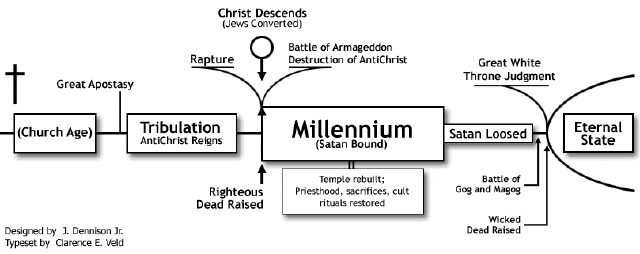 Christ Descends
(Jews Converted)
Rapture
Battle of Armageddon
Destruction of AntiChrist
Great Apostasy
Great White
Throne Judgment
(Church Age)
Tribulation
AntiChrist Reigns
Millennium
(Satan Bound)
Satan Loosed
Eternal
State
Righteous
Dead Raised
Temple rebuilt;
Priesthood, sacrifices, cult
rituals restored
Battle of
Gog and Magog
Wicked
Dead Raised
Designed by J. Dennison Jr.
Typeset by Clarence E. Veld